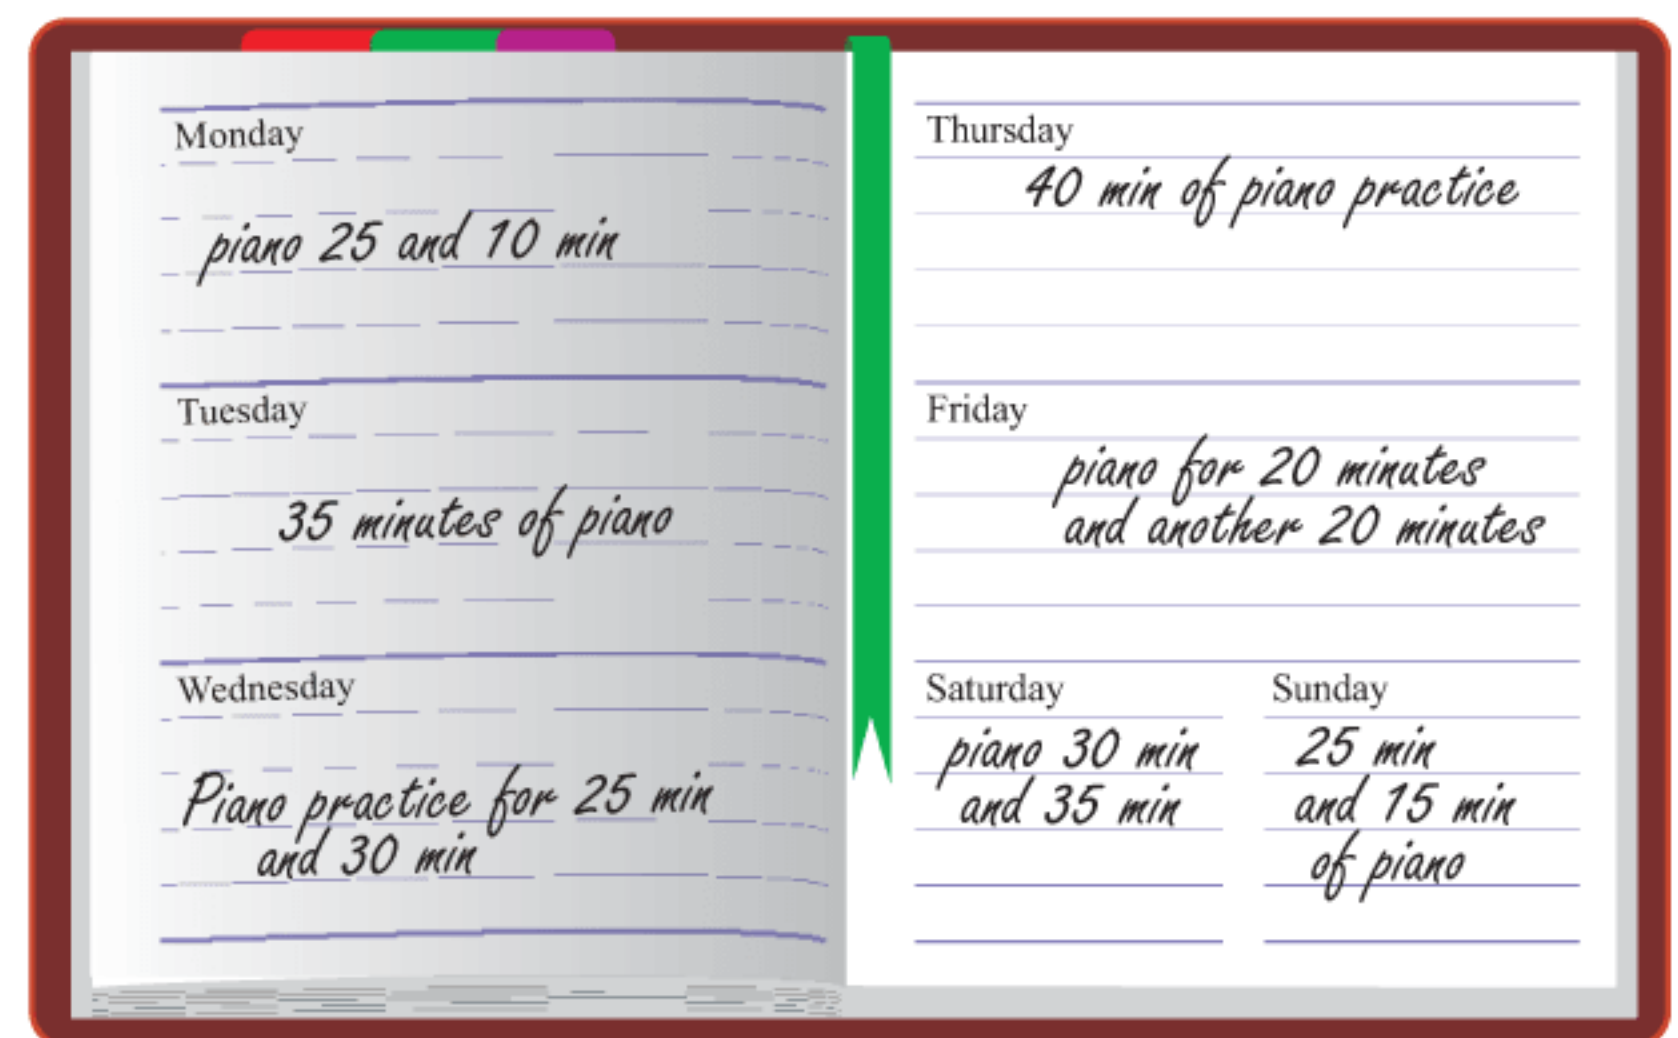 Monday
piano 25 and 10 min
Tuesday
35 minutes of piano
Wednesday
Piano practice for 25 min
and 30 min
Thursday
40 min of piano practice
Friday
piano for 20 minutes
and another 20 minutes
Saturday
piano 30 min
and 35 min
Sunday
25 min
and 15 min
of piano